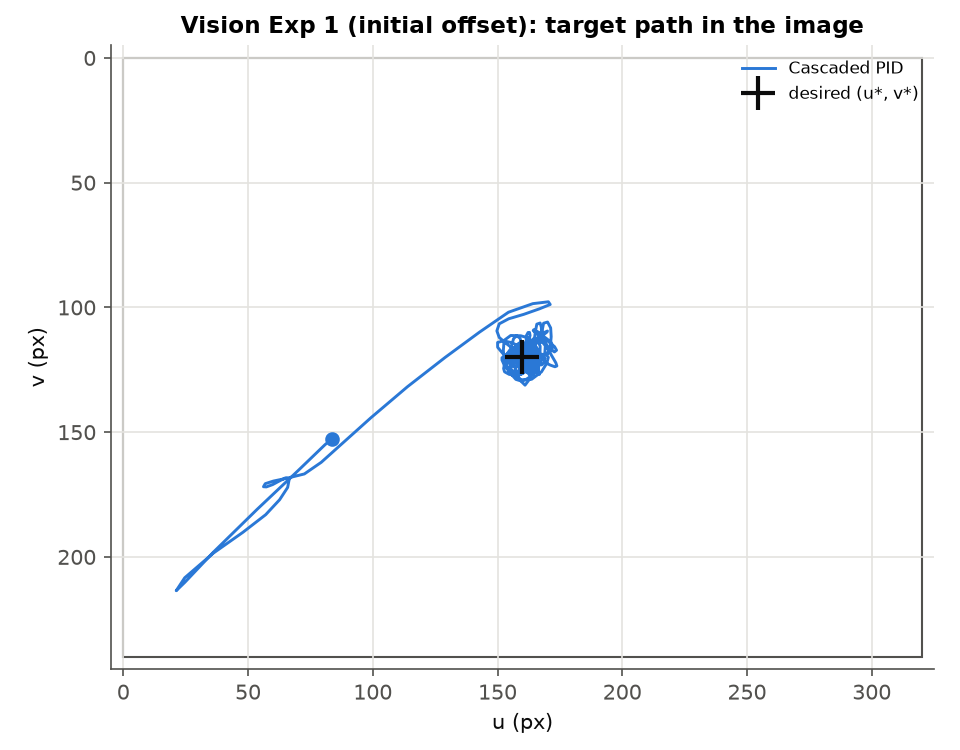 Vision Exp 1 (initial offset): target path in the image
Cascaded PID
desired (u*, v*)
0
50
100
150
200
v (px)
0
50
100
150
200
250
300
u (px)